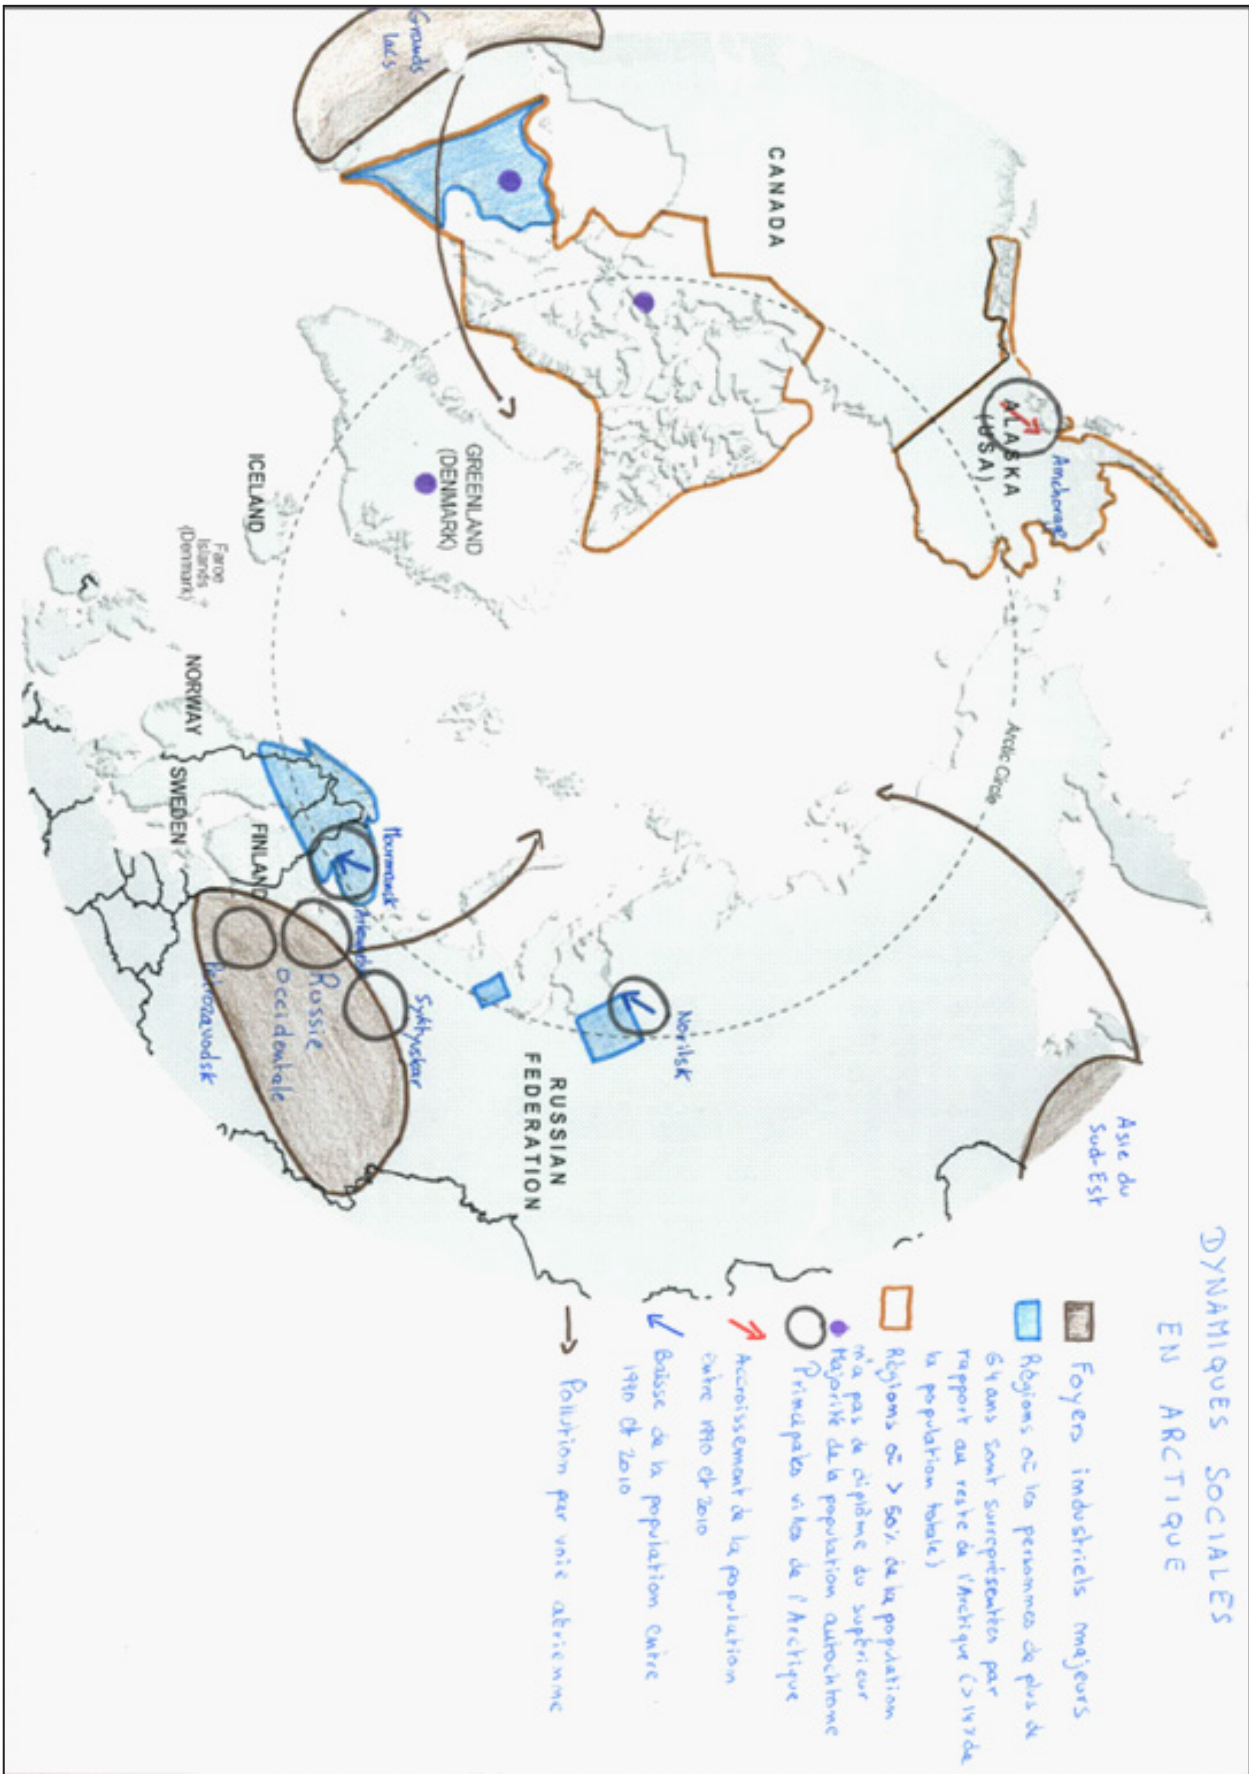 DYNAMIQUES SOCIALES
EN ARCTIQUE
Foyers industriels majeurs
Régions où les personnes de plus de
64 ans sont surreprésentées par
rapport au reste de l'Arctique (>14% de
la population totale)
Régions où > 50% de la population
n'a pas de diplôme du supérieur
Majorité de la population autochtone
Principales villes de l'Arctique
Accroissement de la population
entre 1990 et 2010
Baisse de la population entre
1990 et 2010
Pollution par voie aérienne
Grands
lacs
CANADA
ALASKA
(USA)
Anchorage
GREENLAND
(DENMARK)
ICELAND
Faroe
Islands
(Denmark)
NORWAY
SWEDEN
FINLAND
Arctic Circle
Mourmansk
Syktyvkar
Petrozavodsk
Russie
occidentale
Norilsk
RUSSIAN
FEDERATION
Asie du
Sud-Est